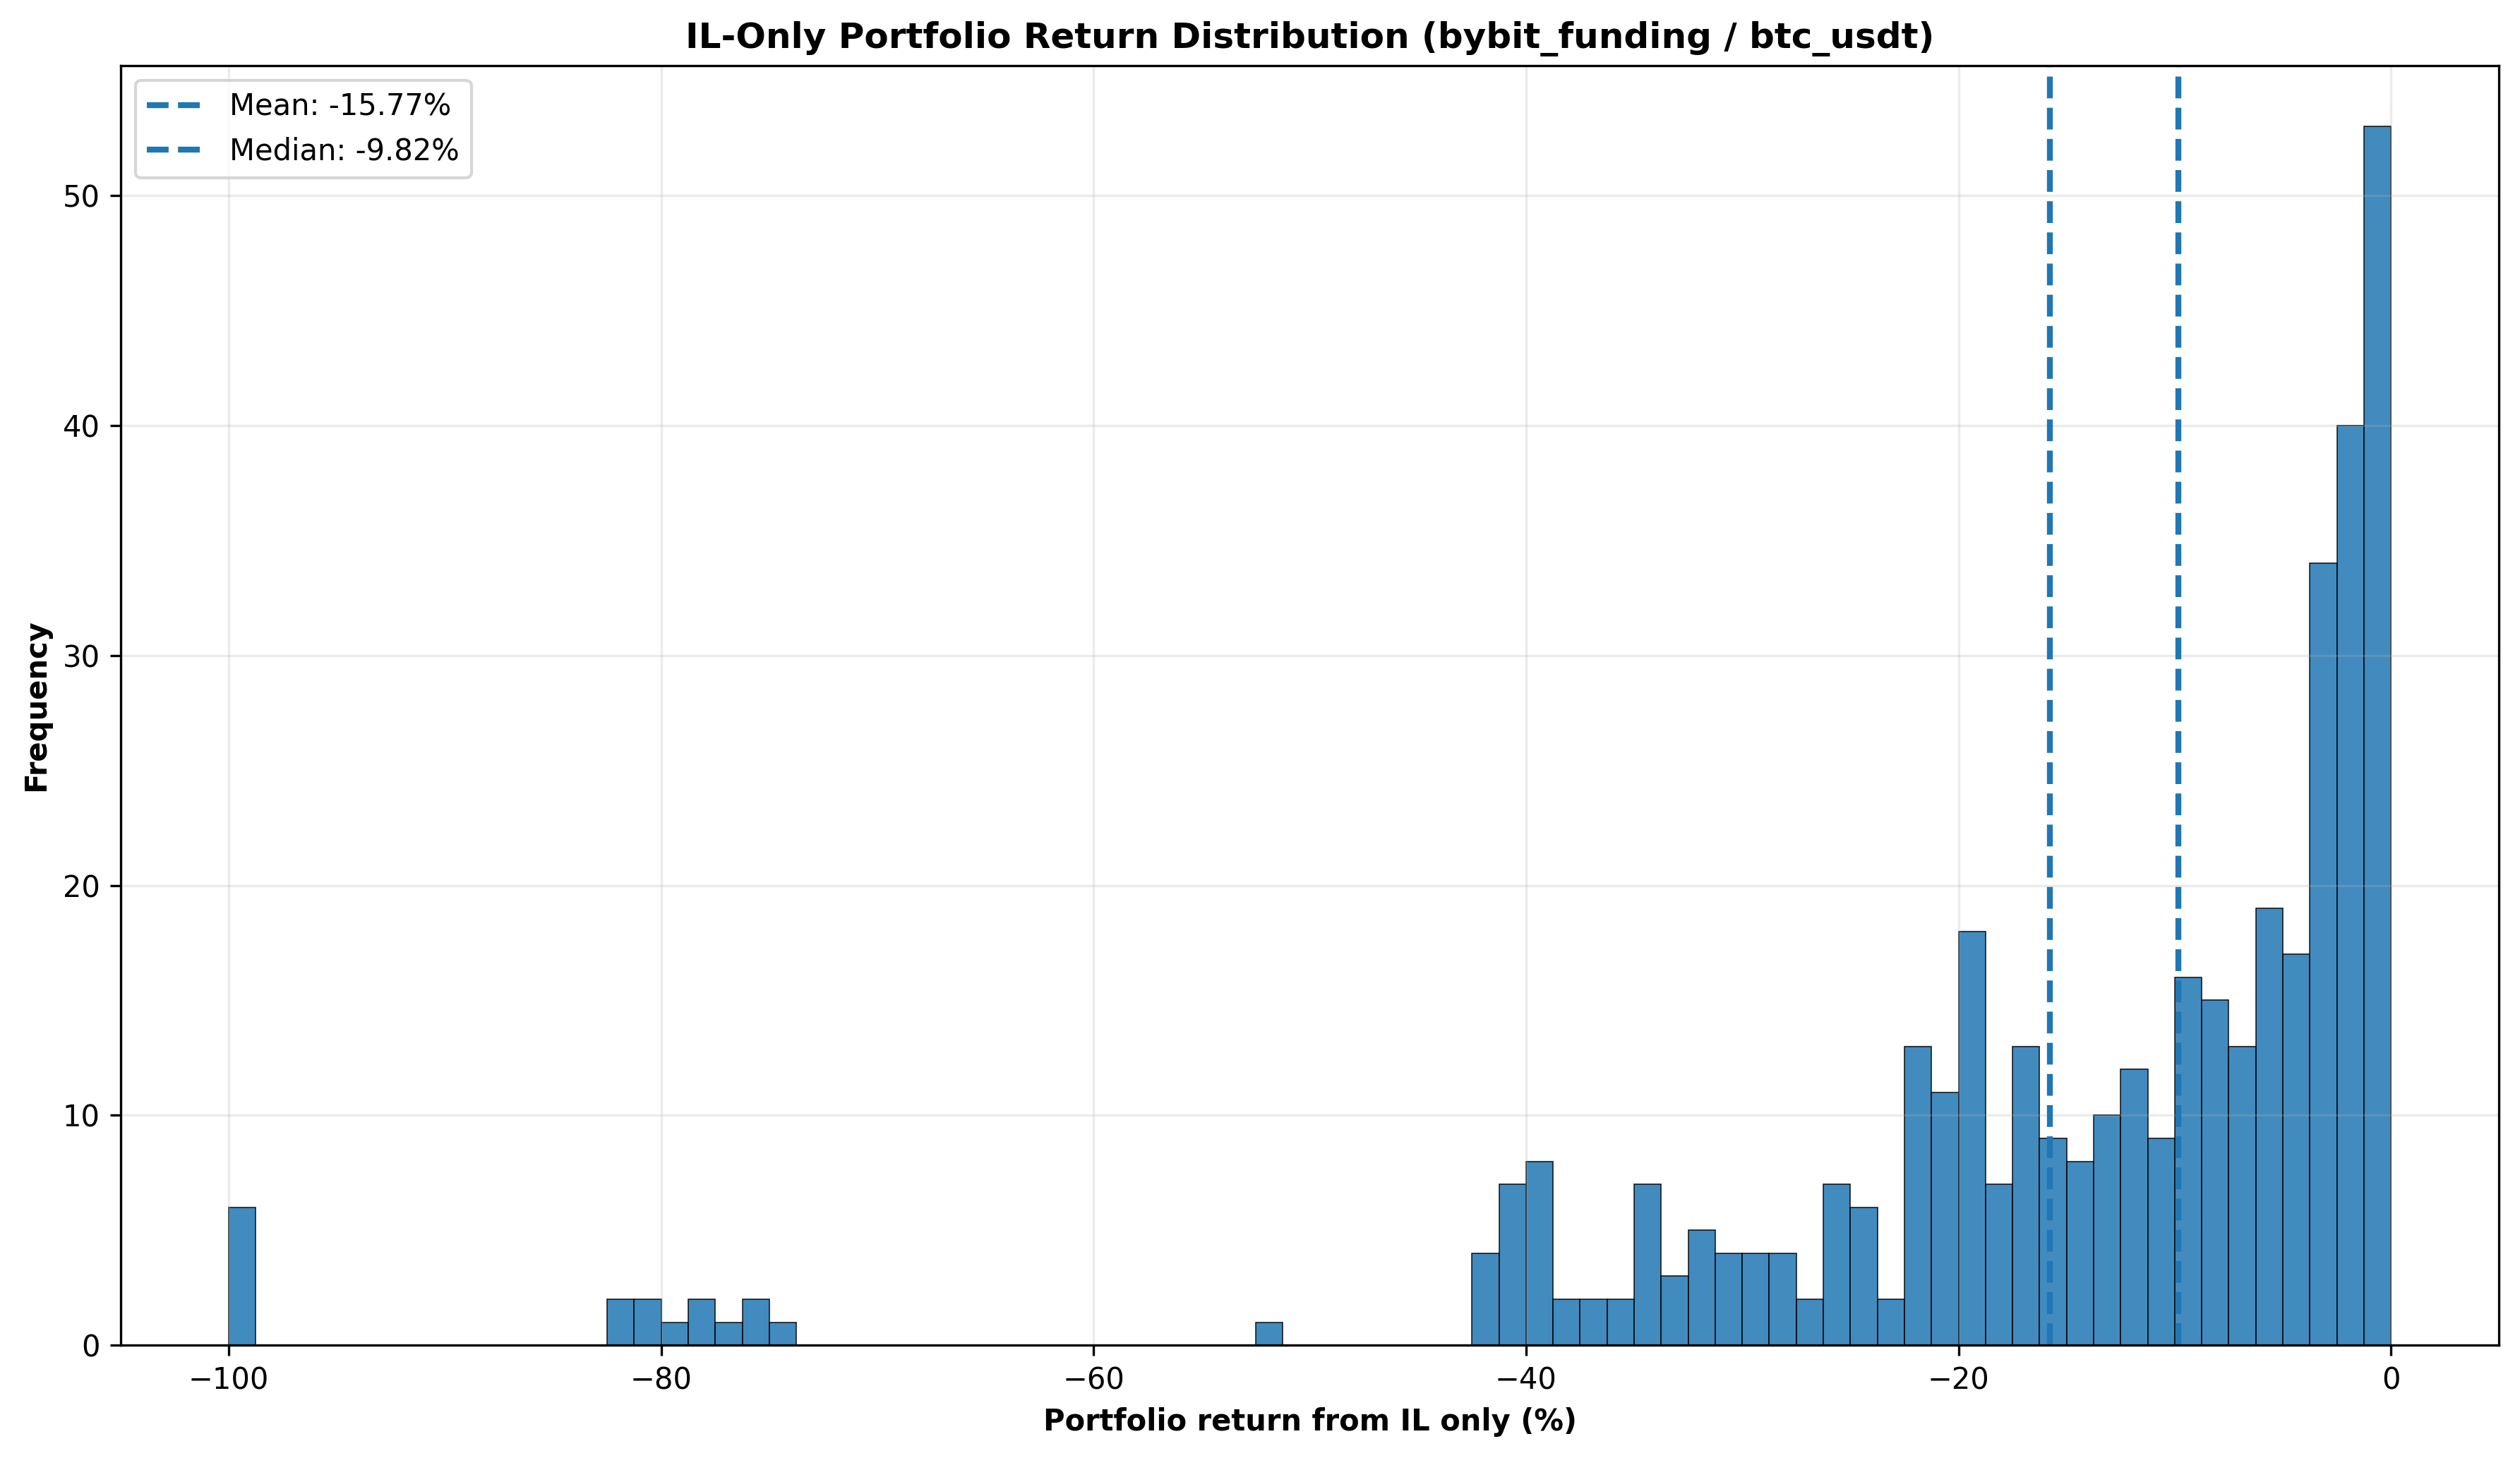 IL-Only Portfolio Return Distribution (bybit_funding / btc_usdt)
Mean: -15.77%
Median: -9.82%
Frequency
50
40
30
20
10
0
−100
−80
−60
−40
−20
0
Portfolio return from IL only (%)